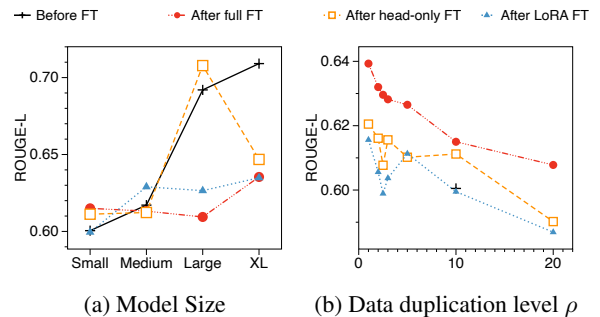 Before FT
After full FT
After head-only FT
After LoRA FT
ROUGE-L
0.70
0.65
0.60
Small Medium Large XL
(a) Model Size
ROUGE-L
0.64
0.62
0.60
0 10 20
(b) Data duplication level ρ